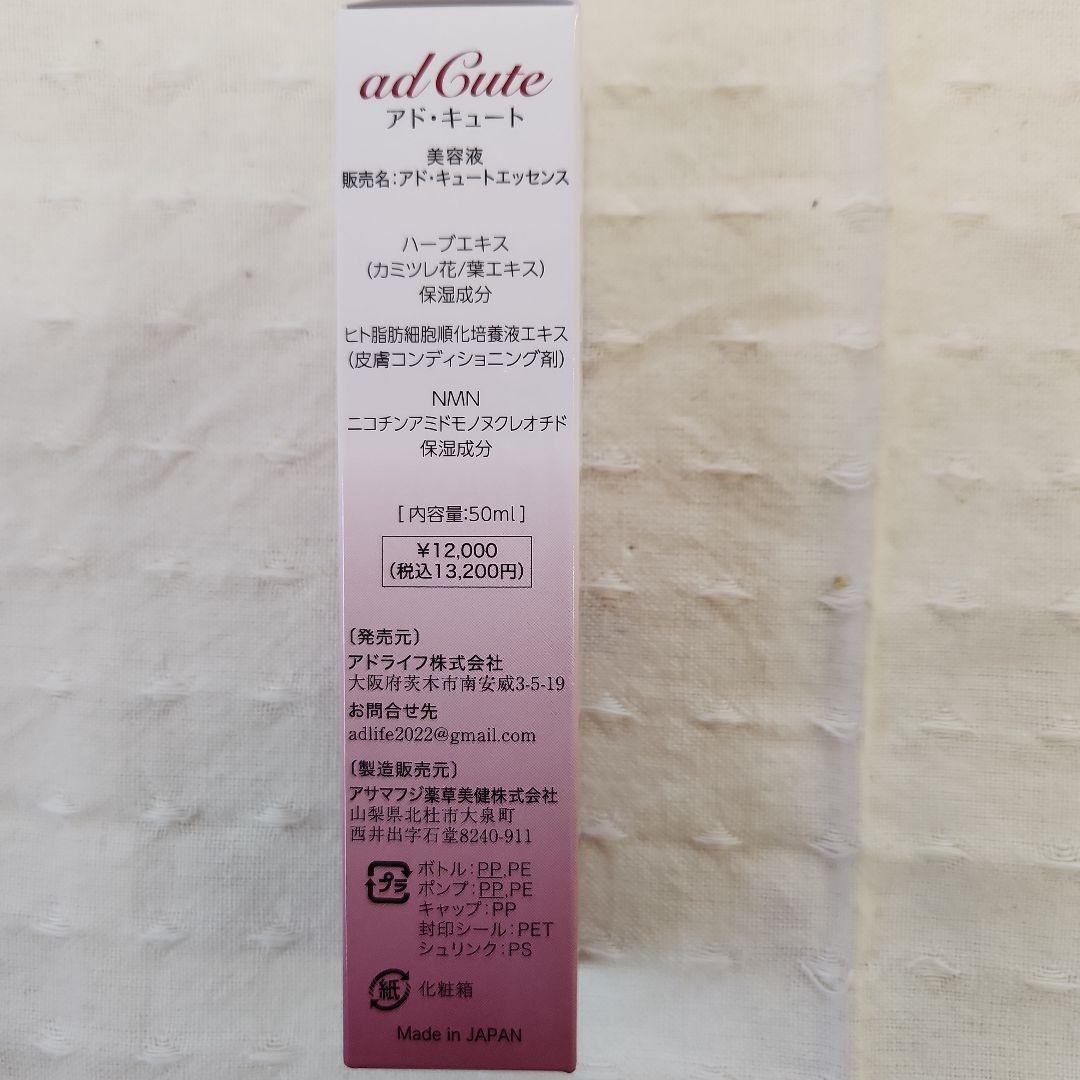 ad Cute
アド・キュート
美容液
販売名:アド・キュートエッセンス
ハーブエキス
(カミツレ花/葉エキス)
保湿成分
ヒト脂肪細胞順化培養液エキス
(皮膚コンディショニング剤)
NMN
ニコチンアミドモノヌクレオチド
保湿成分
[内容量:50ml]
¥12,000
(税込13,200円)
〔発売元〕
アドライフ株式会社
大阪府茨木市南安威3-5-19
お問合せ先
adlife2022@gmail.com
〔製造販売元〕
アサマフジ薬草美健株式会社
山梨県北杜市大泉町
西井出字石堂8240-911
プラ
ボトル:PP,PE
ポンプ:PP,PE
キャップ:PP
封印シール:PET
シュリンク:PS
紙 化粧箱
Made in JAPAN